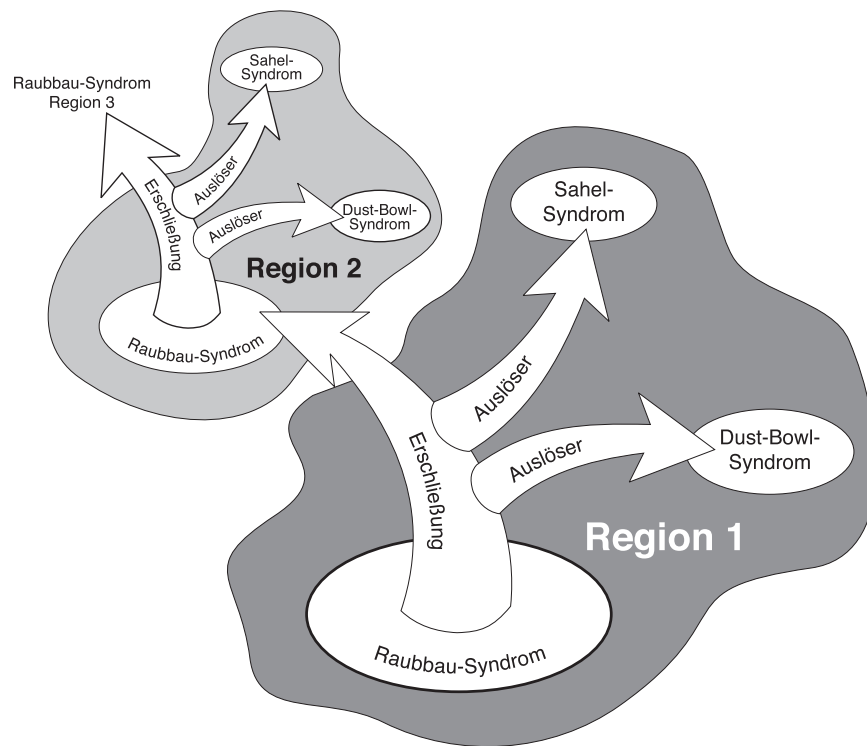 Sahel-
Syndrom
Raubbau-Syndrom
Region 3
Erschließung
Auslöser
Auslöser
Dust-Bowl-
Syndrom
Region 2
Raubbau-Syndrom
Sahel-
Syndrom
Auslöser
Erschließung
Auslöser
Dust-Bowl-
Syndrom
Region 1
Raubbau-Syndrom